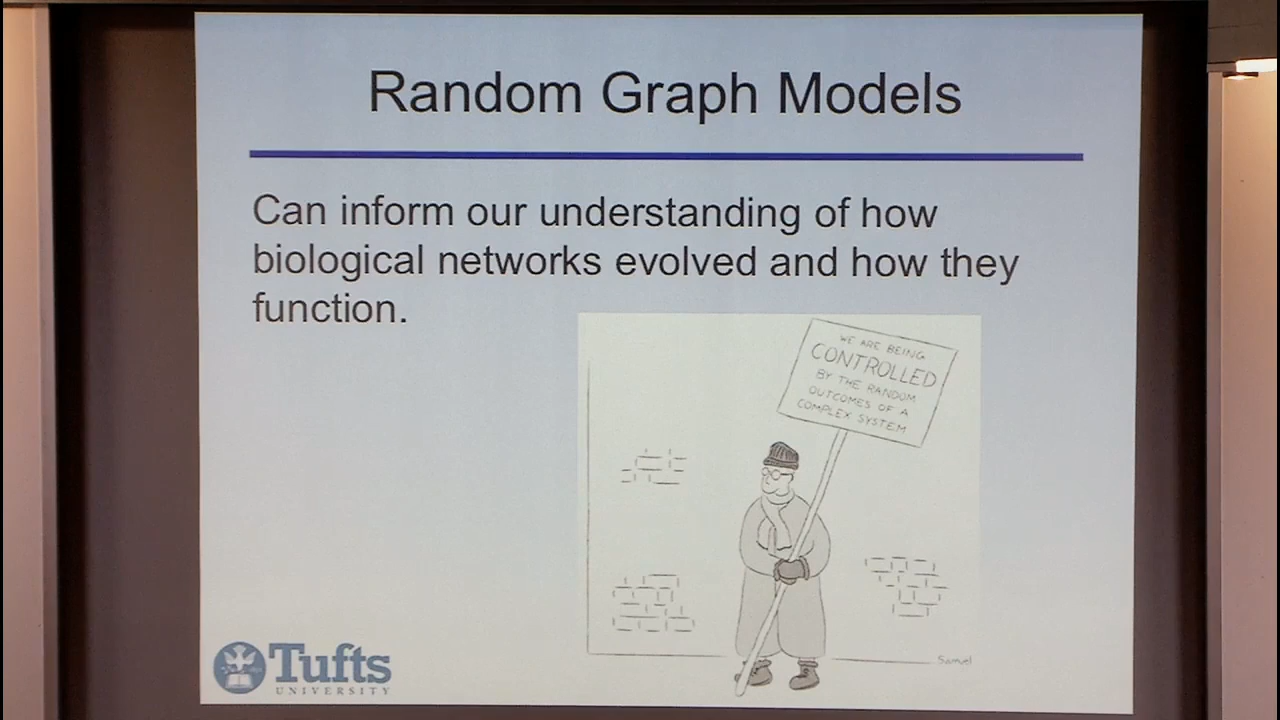 Random Graph Models
Can inform our understanding of how
biological networks evolved and how they
function.
WE ARE BEING
CONTROLLED
BY THE RANDOM
OUTCOMES OF A
COMPLEX SYSTEM
Samuel
Tufts
UNIVERSITY